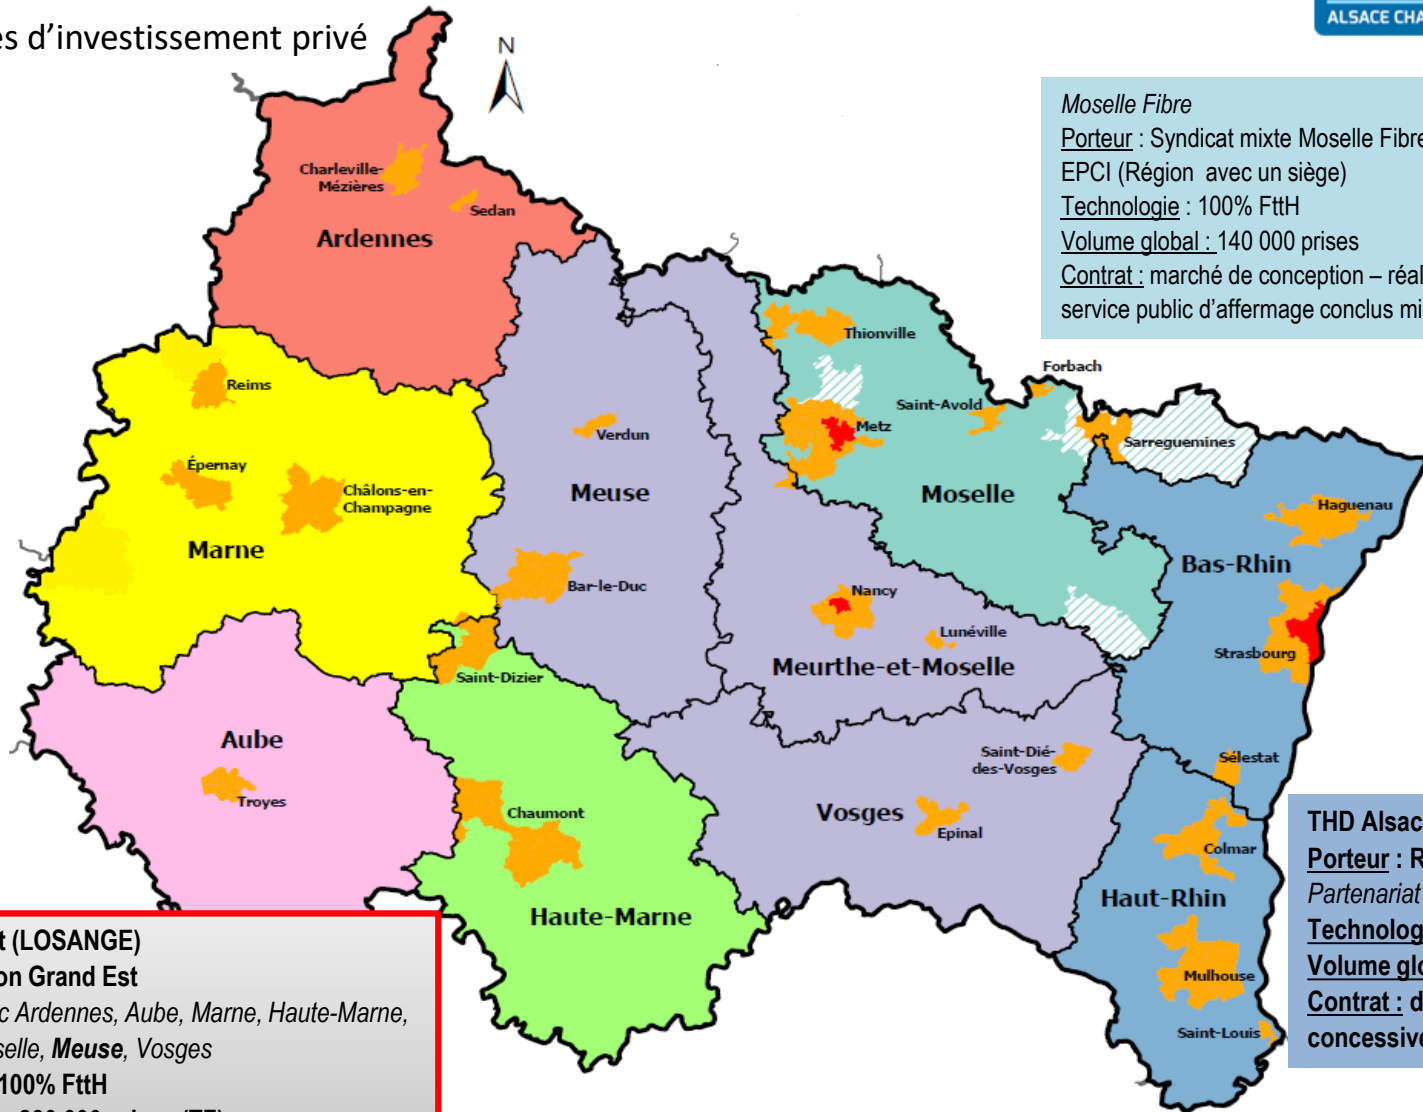 es d’investissement privé
ALSACE CHA
N
Moselle Fibre
Porteur : Syndicat mixte Moselle Fibre
EPCI (Région avec un siège)
Technologie : 100% FttH
Volume global : 140 000 prises
Contrat : marché de conception – réal
service public d’affermage conclus mi
Charleville-
Mézières
Sedan
Ardennes
Thionville
Forbach
Reims
Saint-Avold
Metz
Sarreguemines
Verdun
Épernay
Châlons-en-
Champagne
Meuse
Moselle
Haguenau
Marne
Bas-Rhin
Bar-le-Duc
Nancy
Lunéville
Strasbourg
Meurthe-et-Moselle
Saint-Dizier
Aube
Saint-Dié-
des-Vosges
Sélestat
Troyes
Chaumont
Vosges
Epinal
Colmar
Haut-Rhin
Haute-Marne
Mulhouse
Saint-Louis
THD Alsac
Porteur : R
Partenariat
Technolog
Volume glo
Contrat : d
concessive
t (LOSANGE)
on Grand Est
c Ardennes, Aube, Marne, Haute-Marne,
selle, Meuse, Vosges
100% FttH